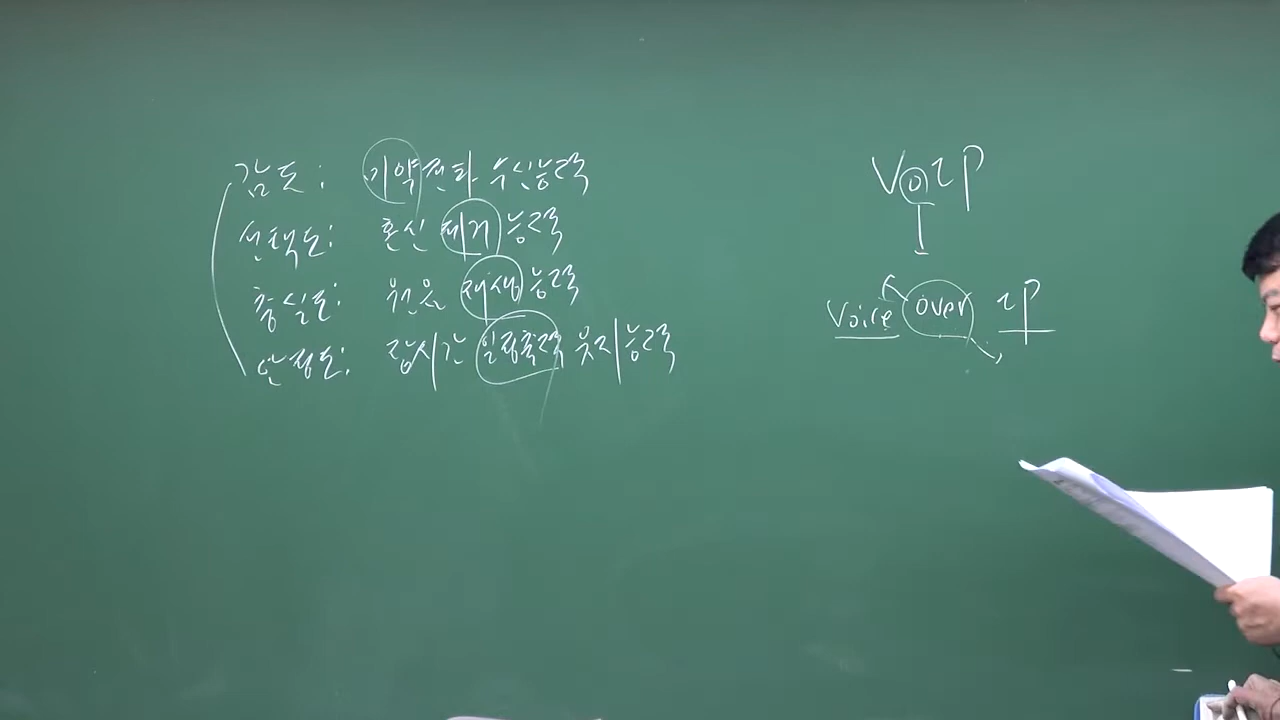 감도: 미약전파 수신능력
선택도: 혼신 제거 능력
충실도: 원음 재생 능력
안정도: 장시간 일정출력 유지능력
VoIP
Voice over IP